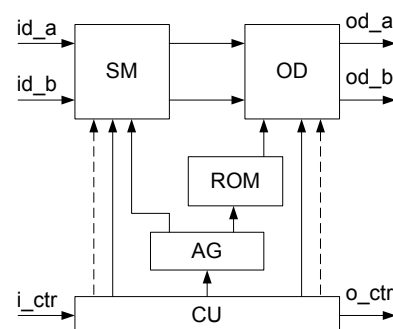 id_a
od_a
SM
OD
id_b
od_b
ROM
AG
i_ctr
o_ctr
CU